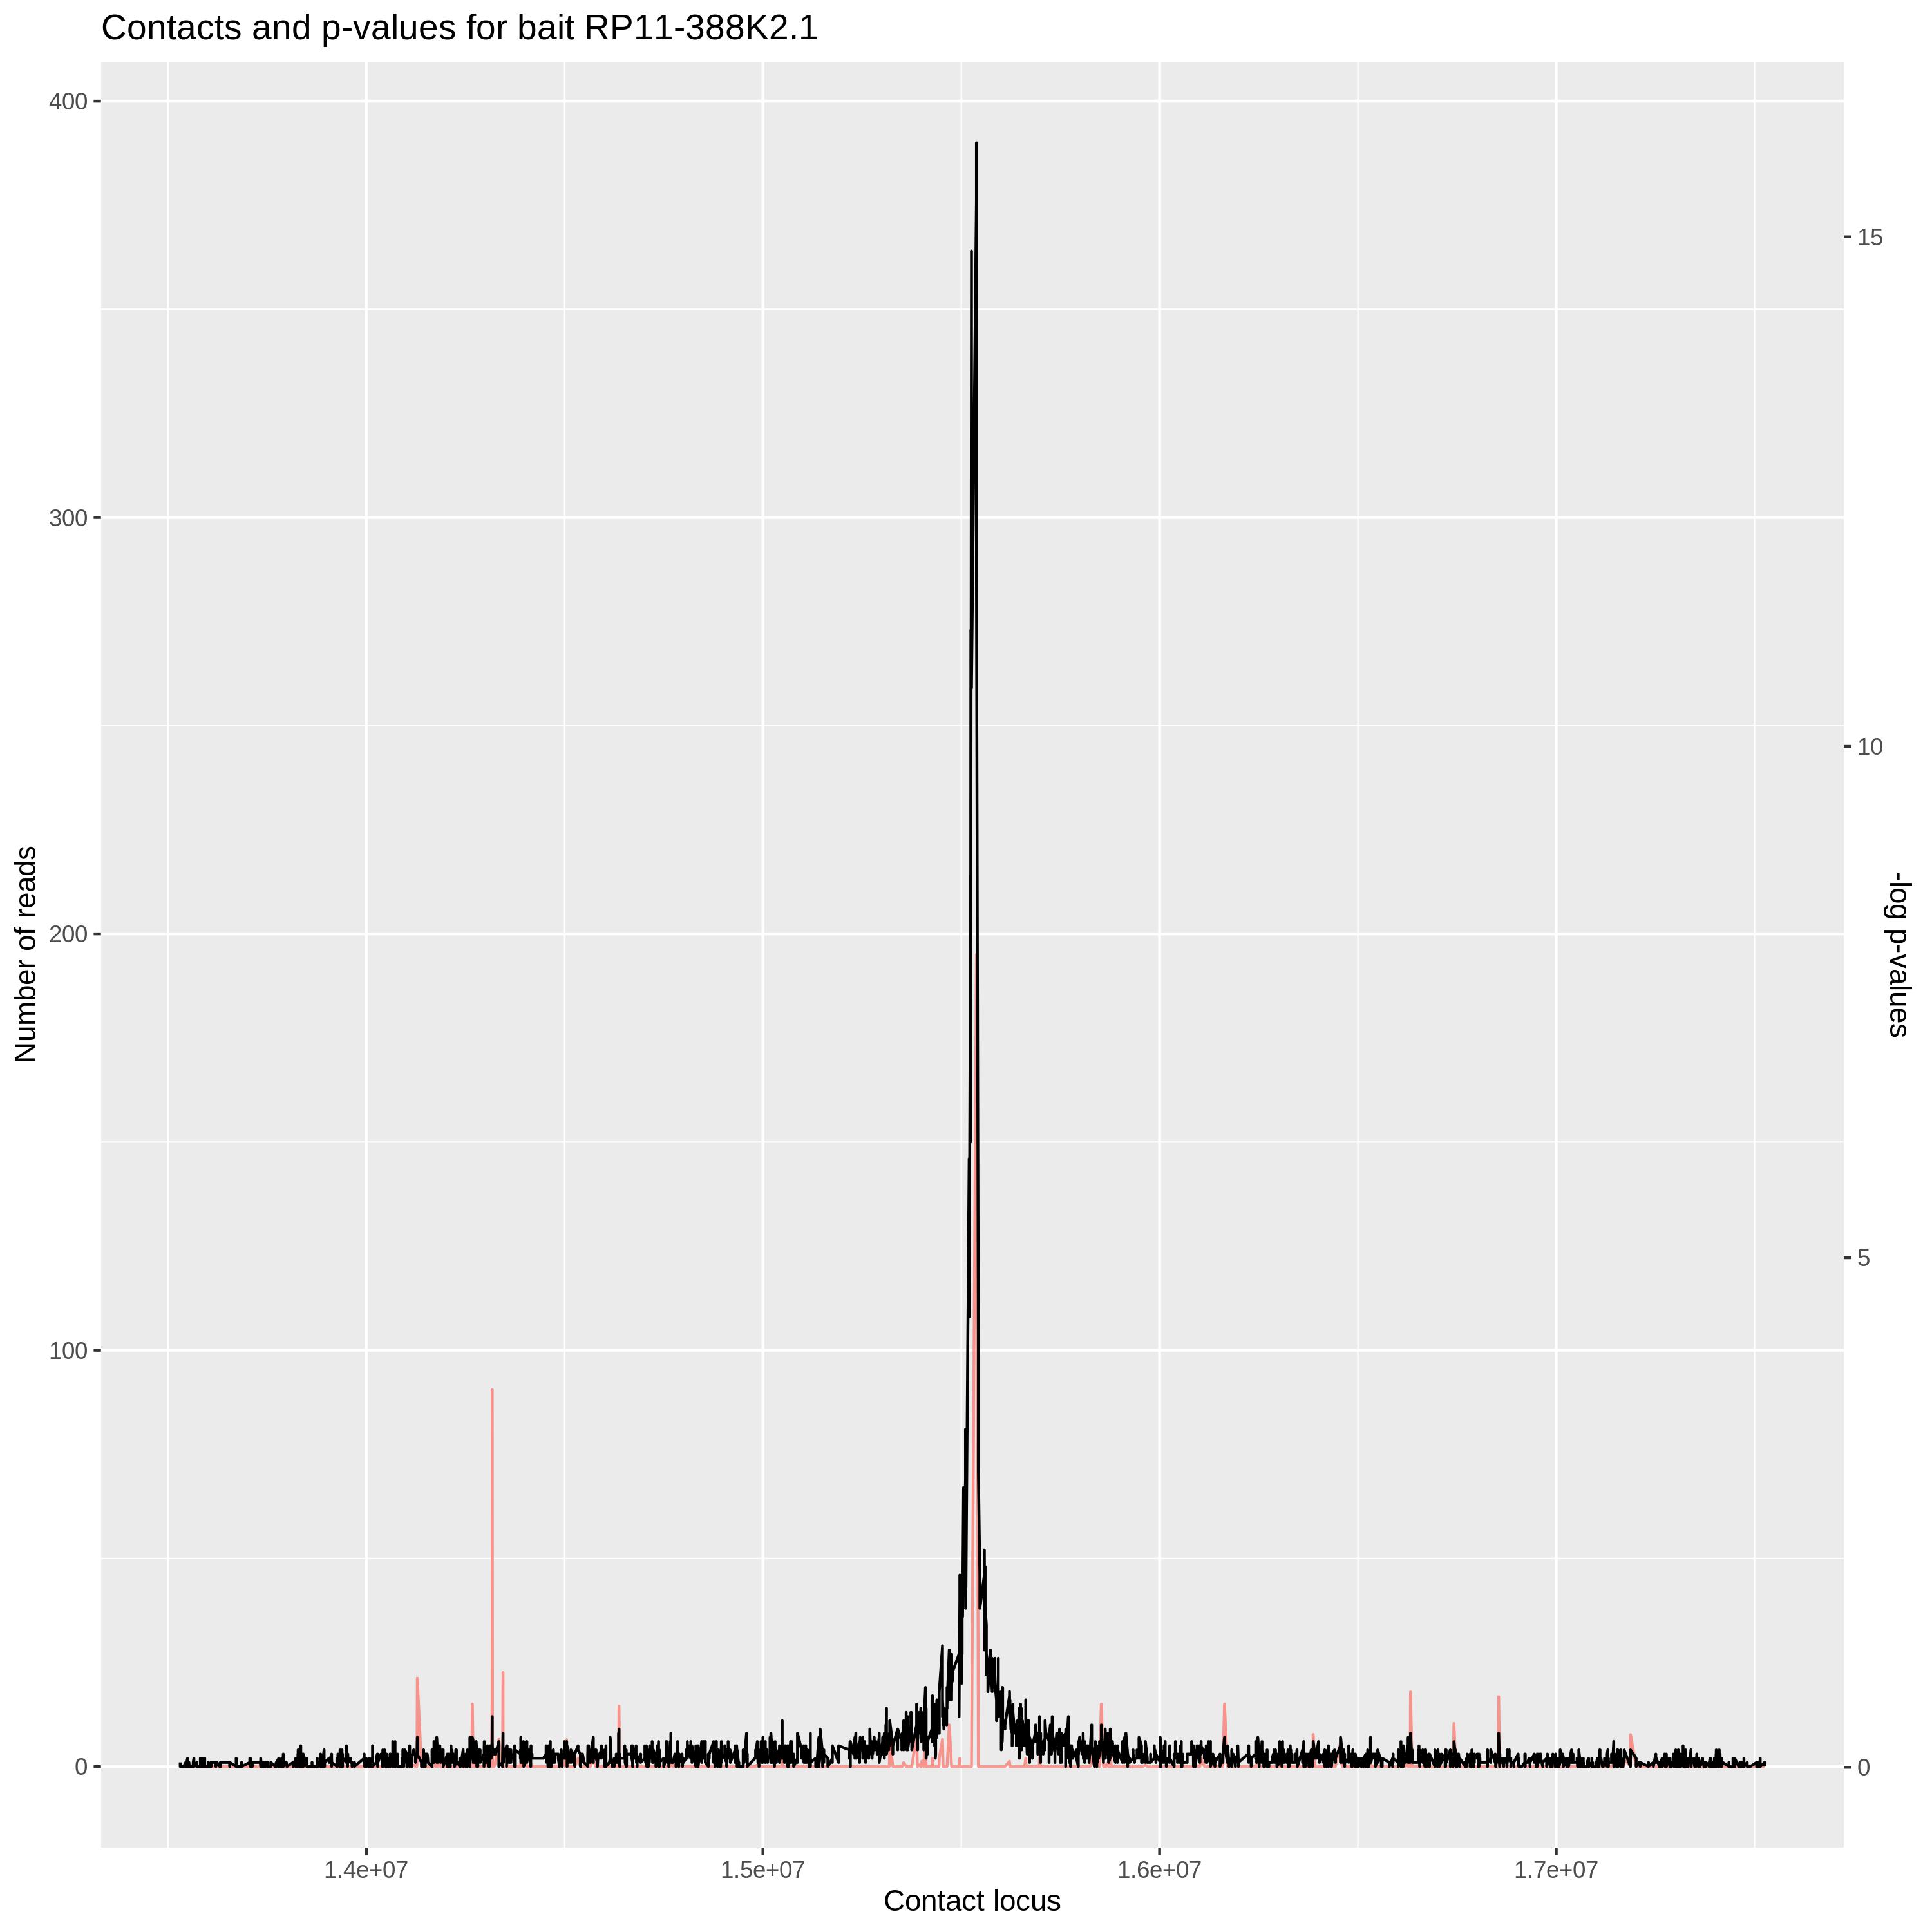 Contacts and p-values for bait RP11-388K2.1
400
300
200
100
0
Number of reads
15
10
5
0
-log p-values
1.4e+07 1.5e+07 1.6e+07 1.7e+07
Contact locus